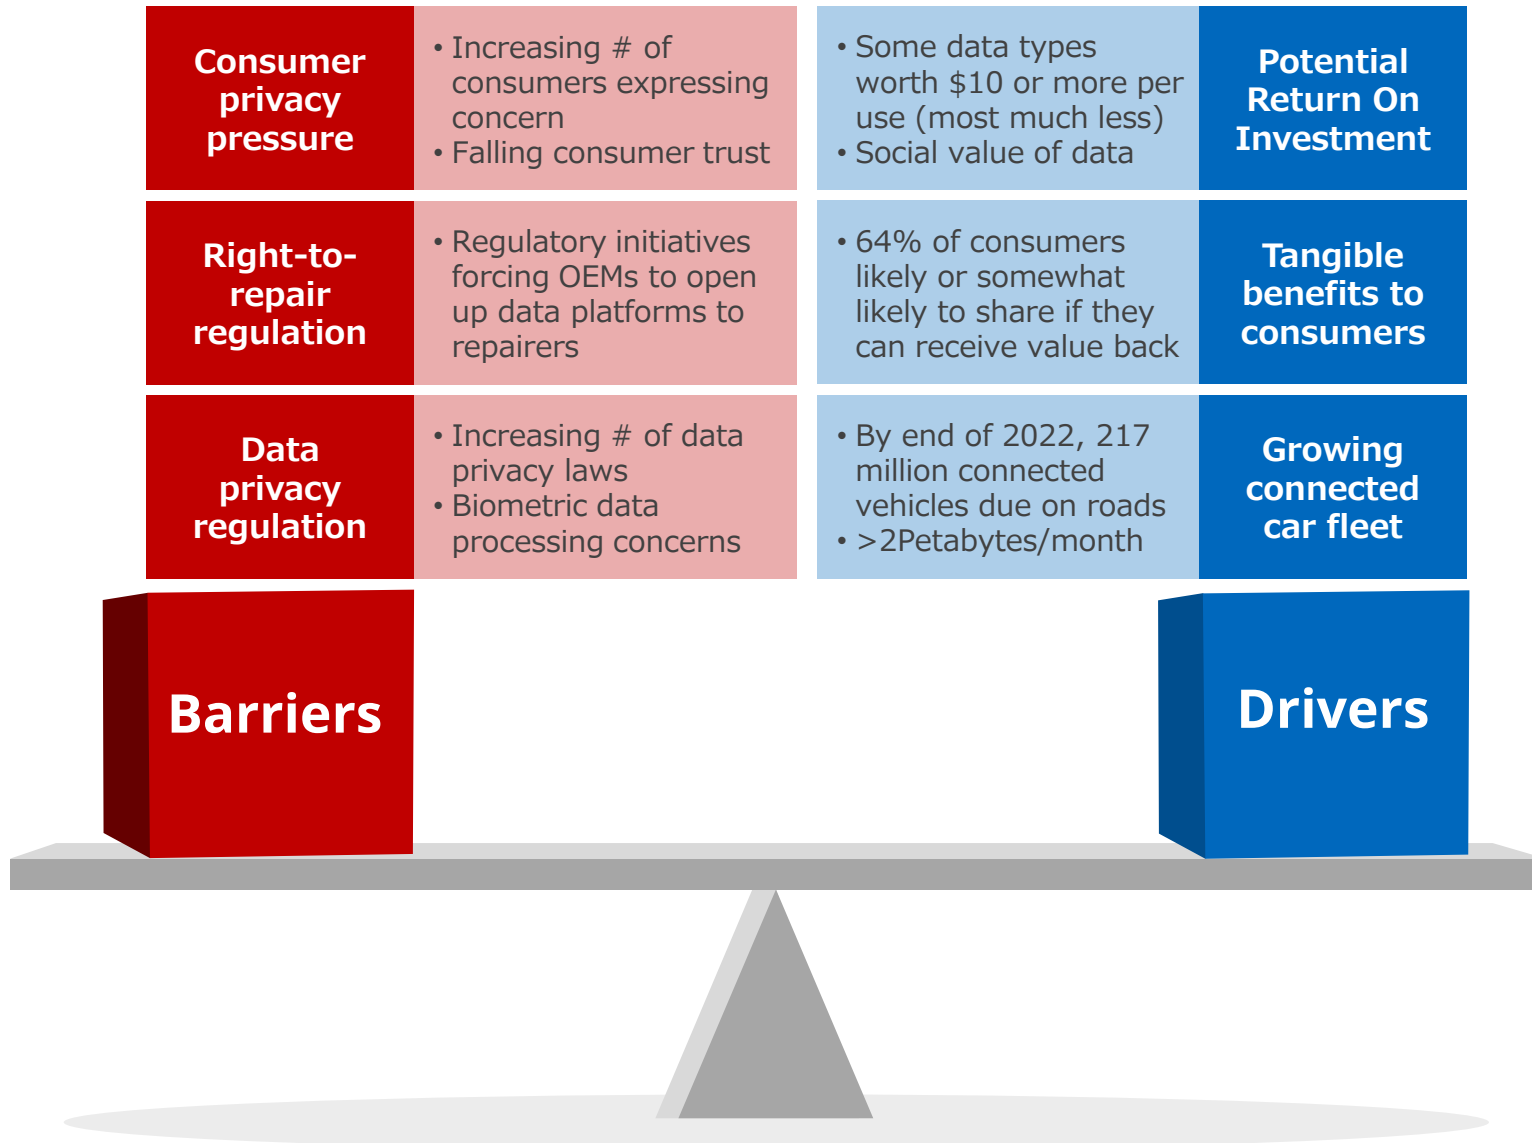 Consumer
privacy
pressure
• Increasing # of
consumers expressing
concern
• Falling consumer trust
• Some data types
worth $10 or more per
use (most much less)
• Social value of data
Potential
Return On
Investment
Right-to-
repair
regulation
• Regulatory initiatives
forcing OEMs to open
up data platforms to
repairers
• 64% of consumers
likely or somewhat
likely to share if they
can receive value back
Tangible
benefits to
consumers
Data
privacy
regulation
• Increasing # of data
privacy laws
• Biometric data
processing concerns
• By end of 2022, 217
million connected
vehicles due on roads
• >2Petabytes/month
Growing
connected
car fleet
Barriers
Drivers